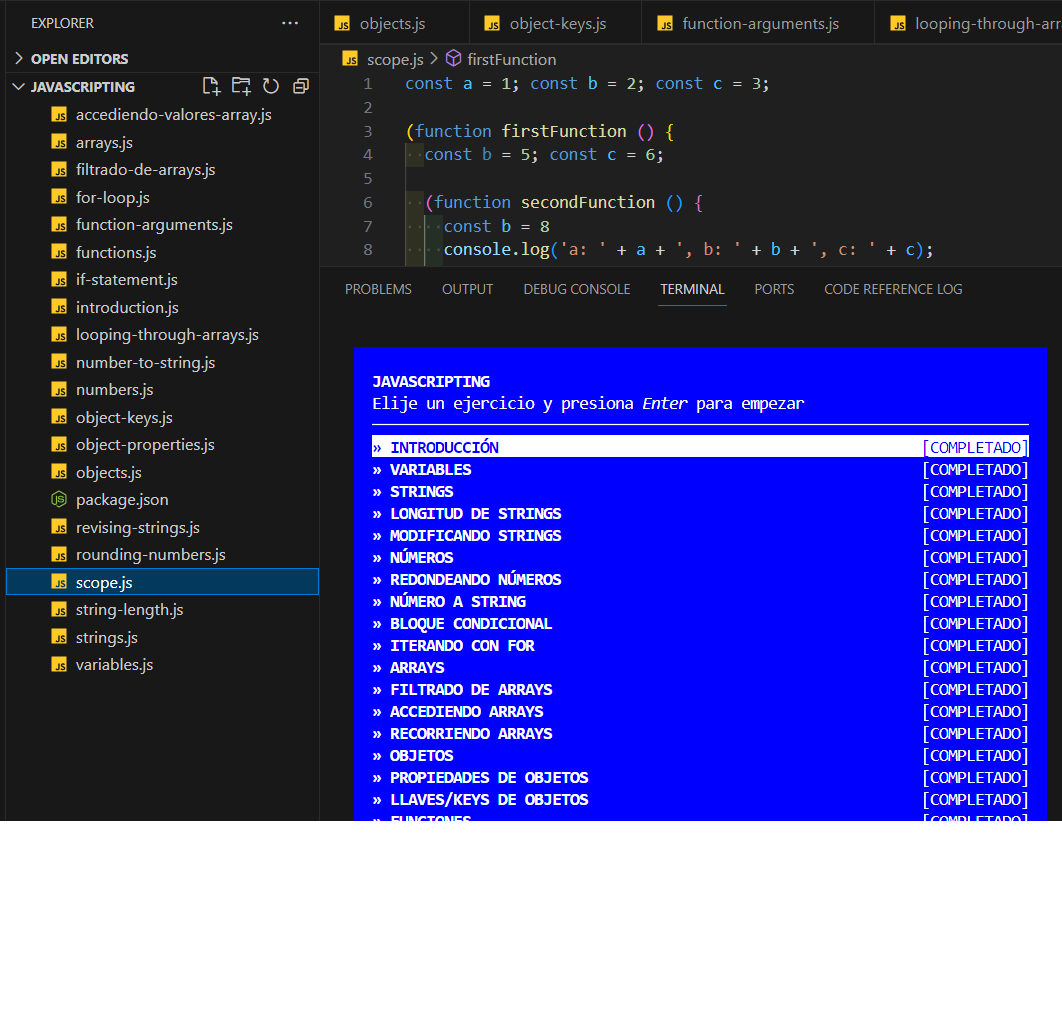 EXPLORER
OPEN EDITORS
JAVASCRIPTING
accediendo-valores-array.js
arrays.js
filtrado-de-arrays.js
for-loop.js
function-arguments.js
functions.js
if-statement.js
introduction.js
looping-through-arrays.js
number-to-string.js
numbers.js
object-keys.js
object-properties.js
objects.js
package.json
revising-strings.js
rounding-numbers.js
scope.js
string-length.js
strings.js
variables.js
objects.js object-keys.js function-arguments.js looping-through-arr
scope.js > firstFunction
1 const a = 1; const b = 2; const c = 3;
2
3 (function firstFunction () {
4 const b = 5; const c = 6;
5
6 (function secondFunction () {
7 const b = 8
8 console.log('a: ' + a + ', b: ' + b + ', c: ' + c);
PROBLEMS OUTPUT DEBUG CONSOLE TERMINAL PORTS CODE REFERENCE LOG
JAVASCRIPTING
Elije un ejercicio y presiona Enter para empezar
» INTRODUCCIÓN [COMPLETADO]
» VARIABLES [COMPLETADO]
» STRINGS [COMPLETADO]
» LONGITUD DE STRINGS [COMPLETADO]
» MODIFICANDO STRINGS [COMPLETADO]
» NÚMEROS [COMPLETADO]
» REDONDEANDO NÚMEROS [COMPLETADO]
» NÚMERO A STRING [COMPLETADO]
» BLOQUE CONDICIONAL [COMPLETADO]
» ITERANDO CON FOR [COMPLETADO]
» ARRAYS [COMPLETADO]
» FILTRADO DE ARRAYS [COMPLETADO]
» ACCEDIENDO ARRAYS [COMPLETADO]
» RECORRIENDO ARRAYS [COMPLETADO]
» OBJETOS [COMPLETADO]
» PROPIEDADES DE OBJETOS [COMPLETADO]
» LLAVES/KEYS DE OBJETOS [COMPLETADO]
» FUNCIONES [COMPLETADO]